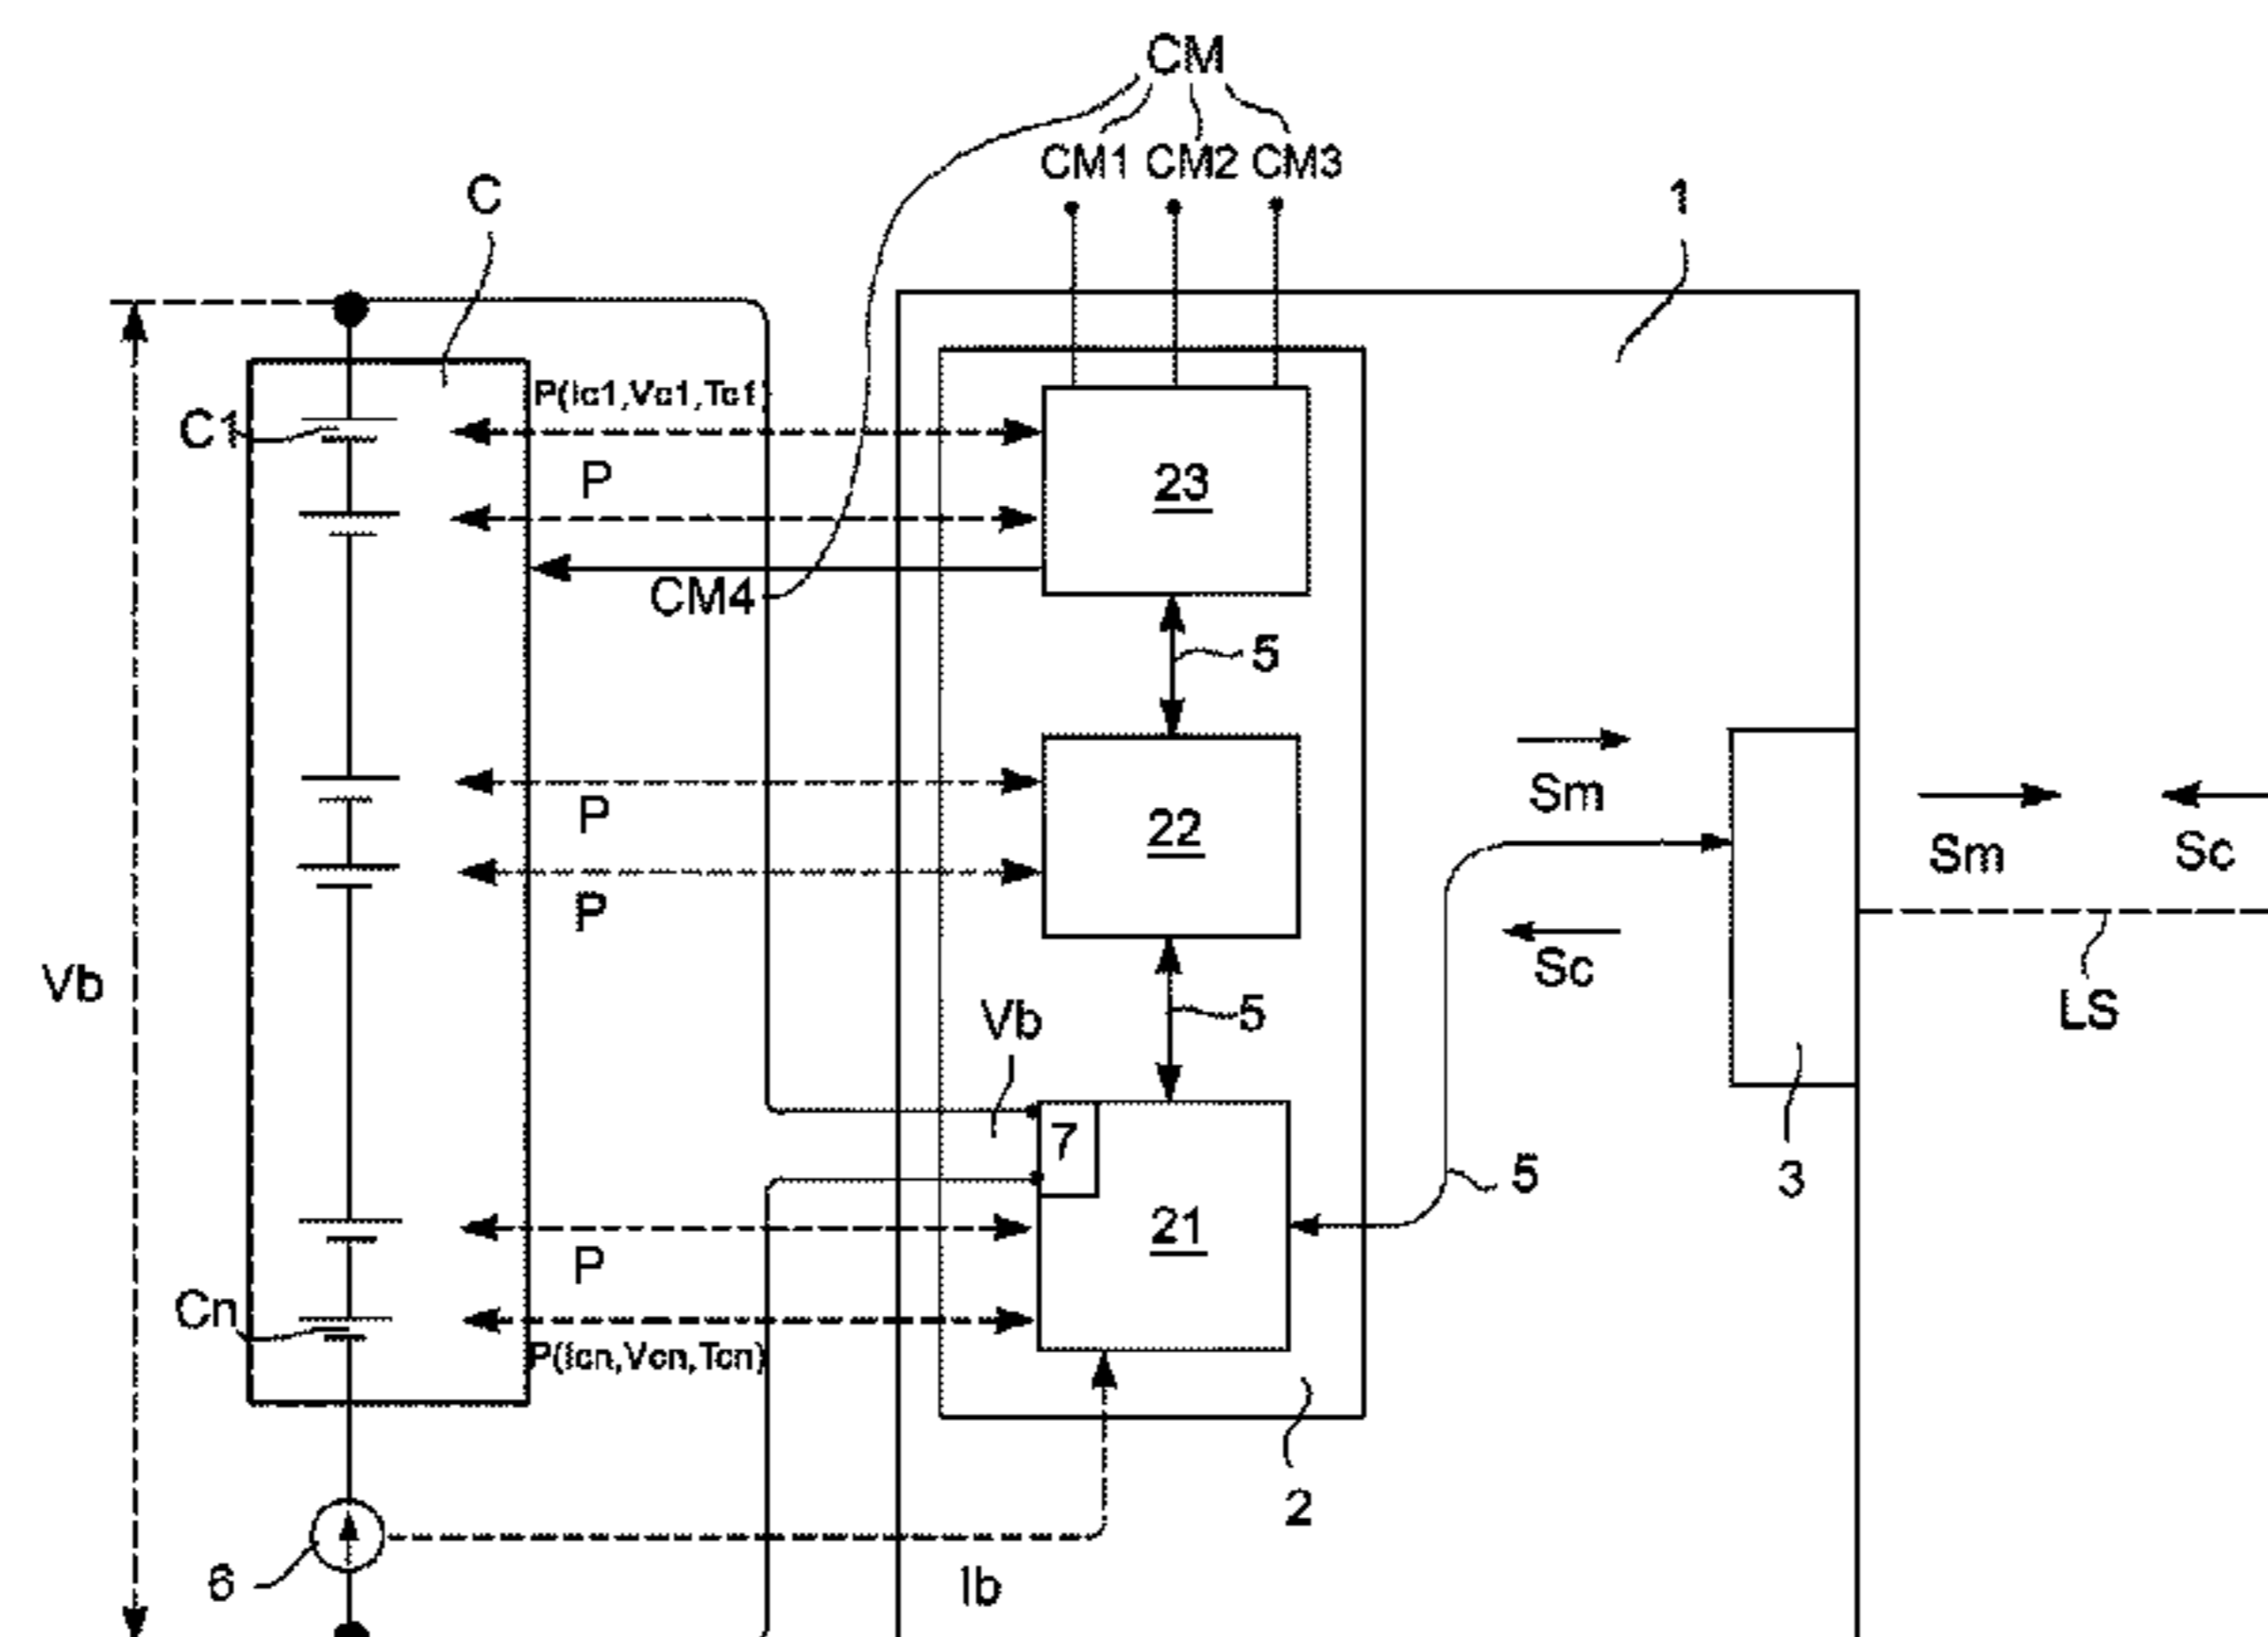 CM
CM1 CM2 CM3
C
1
P(Ic1,Vc1,Tc1)
C1
P
23
CM4
5
Sm
P
22
Sm
Sc
P
Sc
Vb
Vb
5
LS
7
3
5
21
P
Cn
P(Icn,Vcn,Tcn)
2
6
Ib